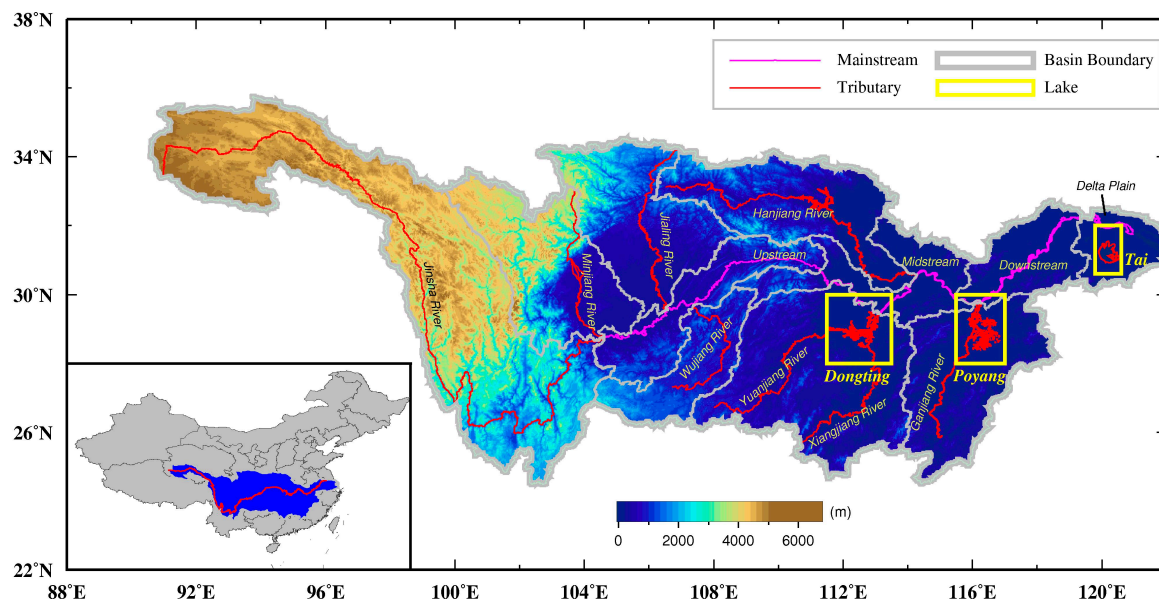 38°N
34°N
30°N
26°N
22°N
88°E
92°E
96°E
100°E
104°E
108°E
112°E
116°E
120°E
Mainstream
Basin Boundary
Tributary
Lake
Delta Plain
Tai
Hanjiang River
Jialing River
Minjiang River
Jinsha River
Upstream
Midstream
Downstream
Wujiang River
Yuanjiang River
Xiangjiang River
Ganjiang River
Dongting
Poyang
(m)
0
2000
4000
6000